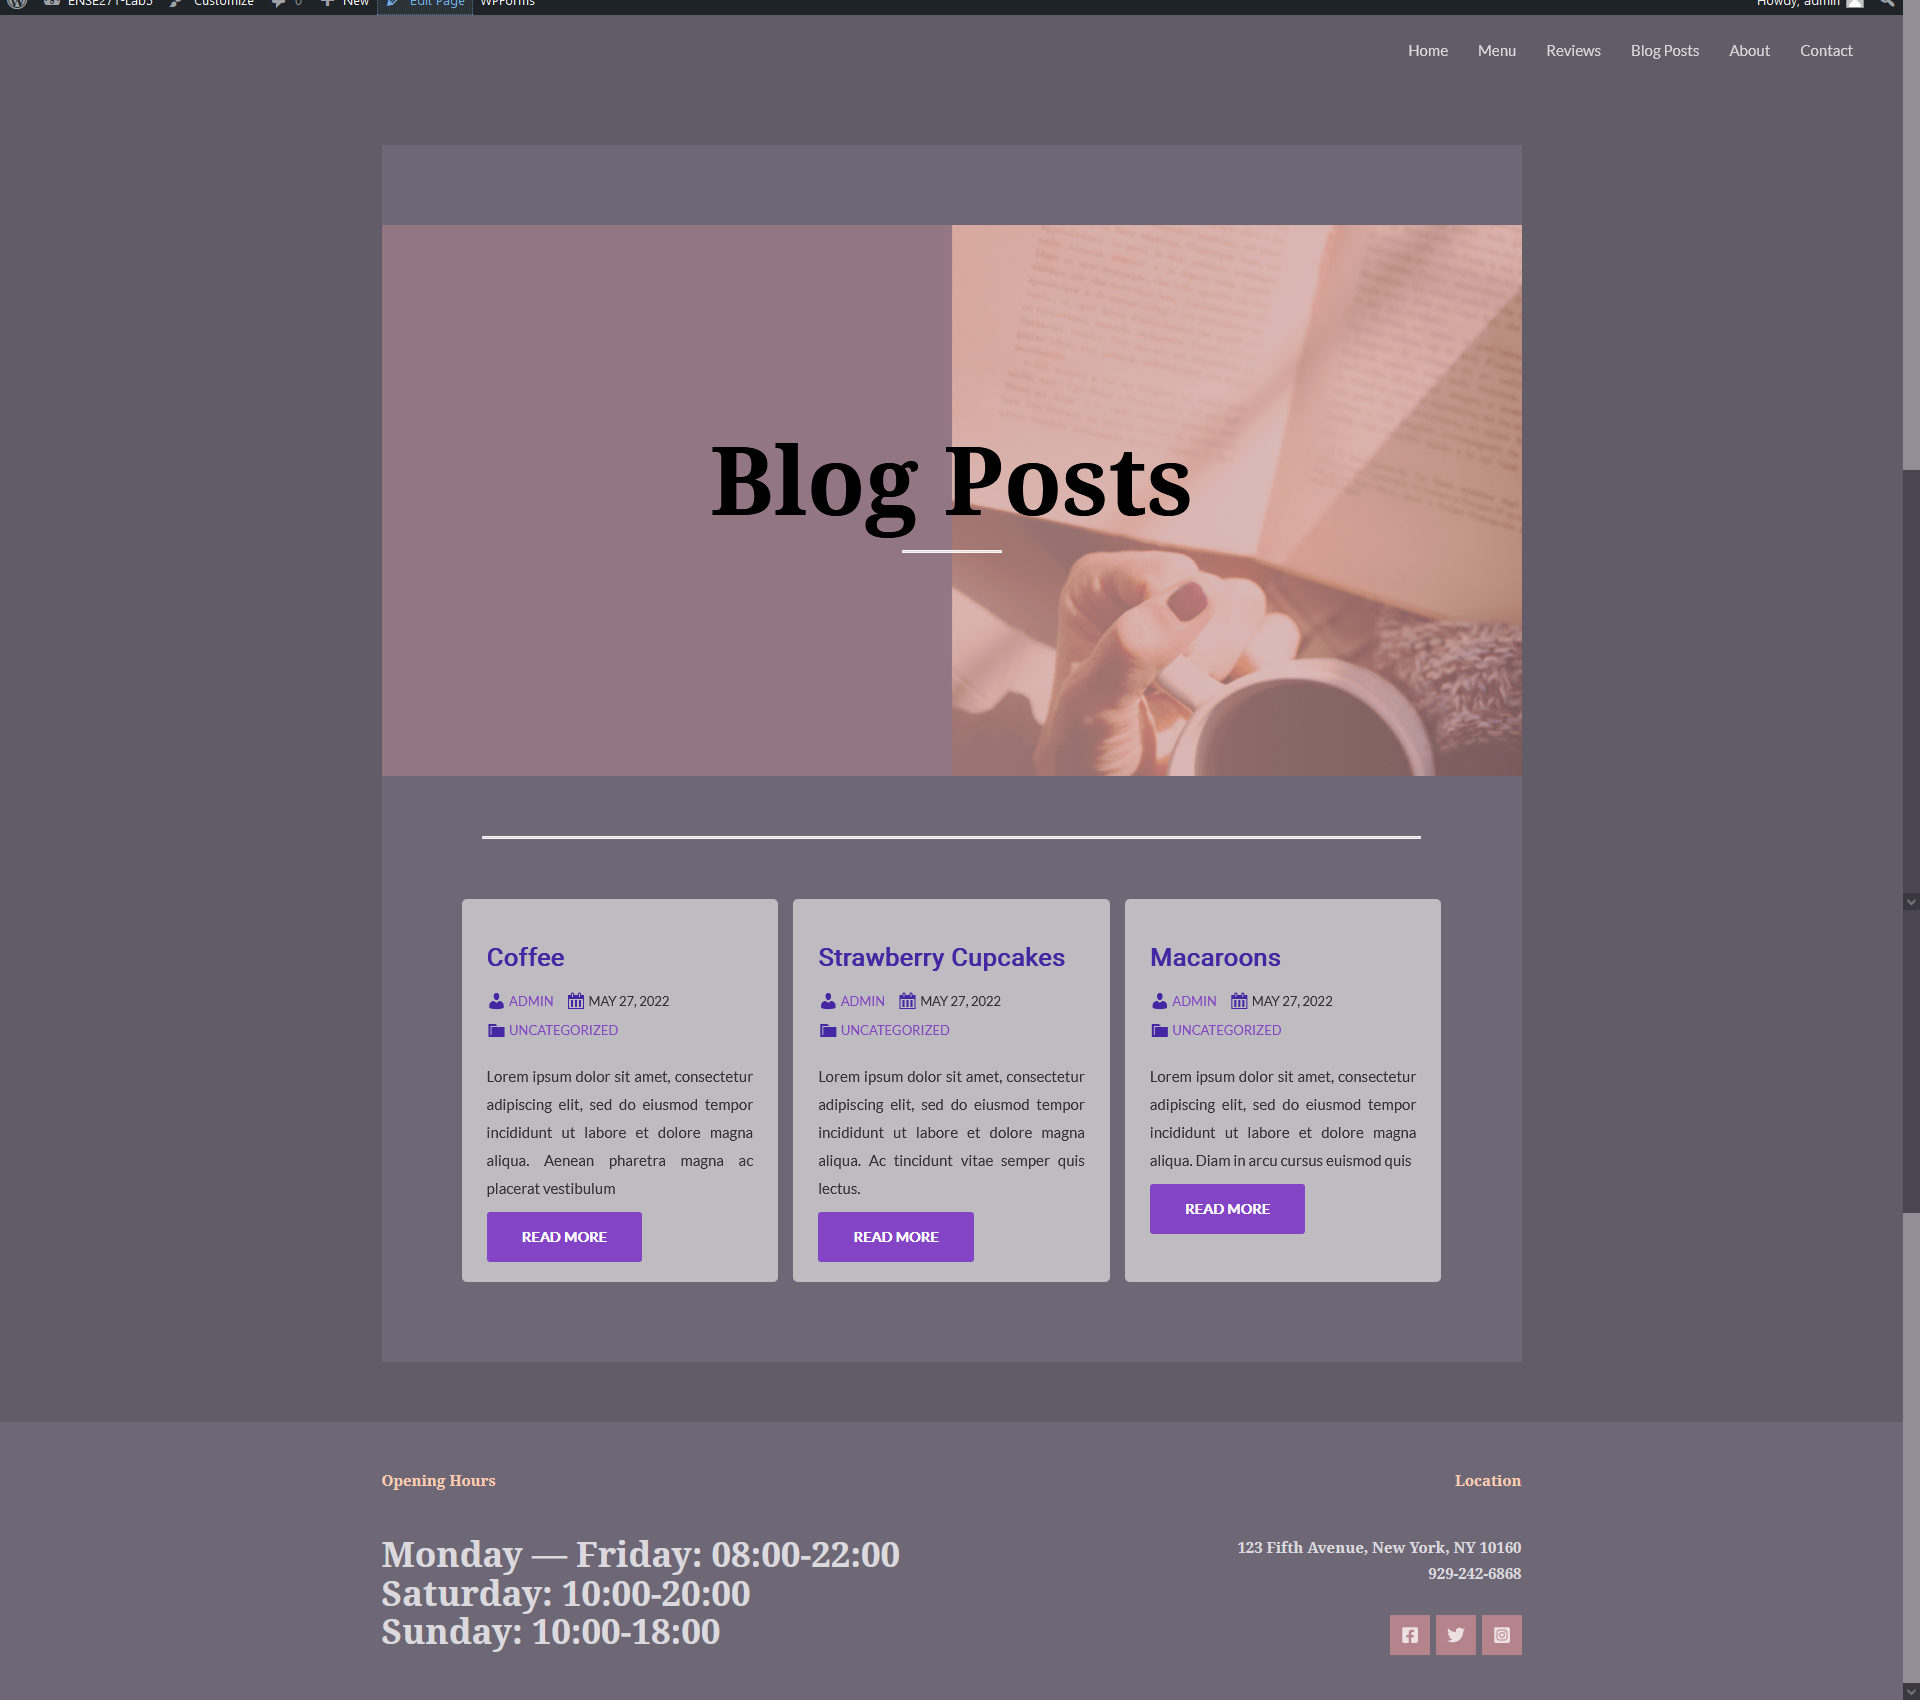 ENSE271-Lab5 Customize 0 New Edit Page WPForms Howdy, admin
Home Menu Reviews Blog Posts About Contact
Blog Posts
Coffee
ADMIN MAY 27, 2022
UNCATEGORIZED
Lorem ipsum dolor sit amet, consectetur
adipiscing elit, sed do eiusmod tempor
incididunt ut labore et dolore magna
aliqua. Aenean pharetra magna ac
placerat vestibulum
READ MORE
Strawberry Cupcakes
ADMIN MAY 27, 2022
UNCATEGORIZED
Lorem ipsum dolor sit amet, consectetur
adipiscing elit, sed do eiusmod tempor
incididunt ut labore et dolore magna
aliqua. Ac tincidunt vitae semper quis
lectus.
READ MORE
Macaroons
ADMIN MAY 27, 2022
UNCATEGORIZED
Lorem ipsum dolor sit amet, consectetur
adipiscing elit, sed do eiusmod tempor
incididunt ut labore et dolore magna
aliqua. Diam in arcu cursus euismod quis
READ MORE
Opening Hours
Monday — Friday: 08:00-22:00
Saturday: 10:00-20:00
Sunday: 10:00-18:00
Location
123 Fifth Avenue, New York, NY 10160
929-242-6868